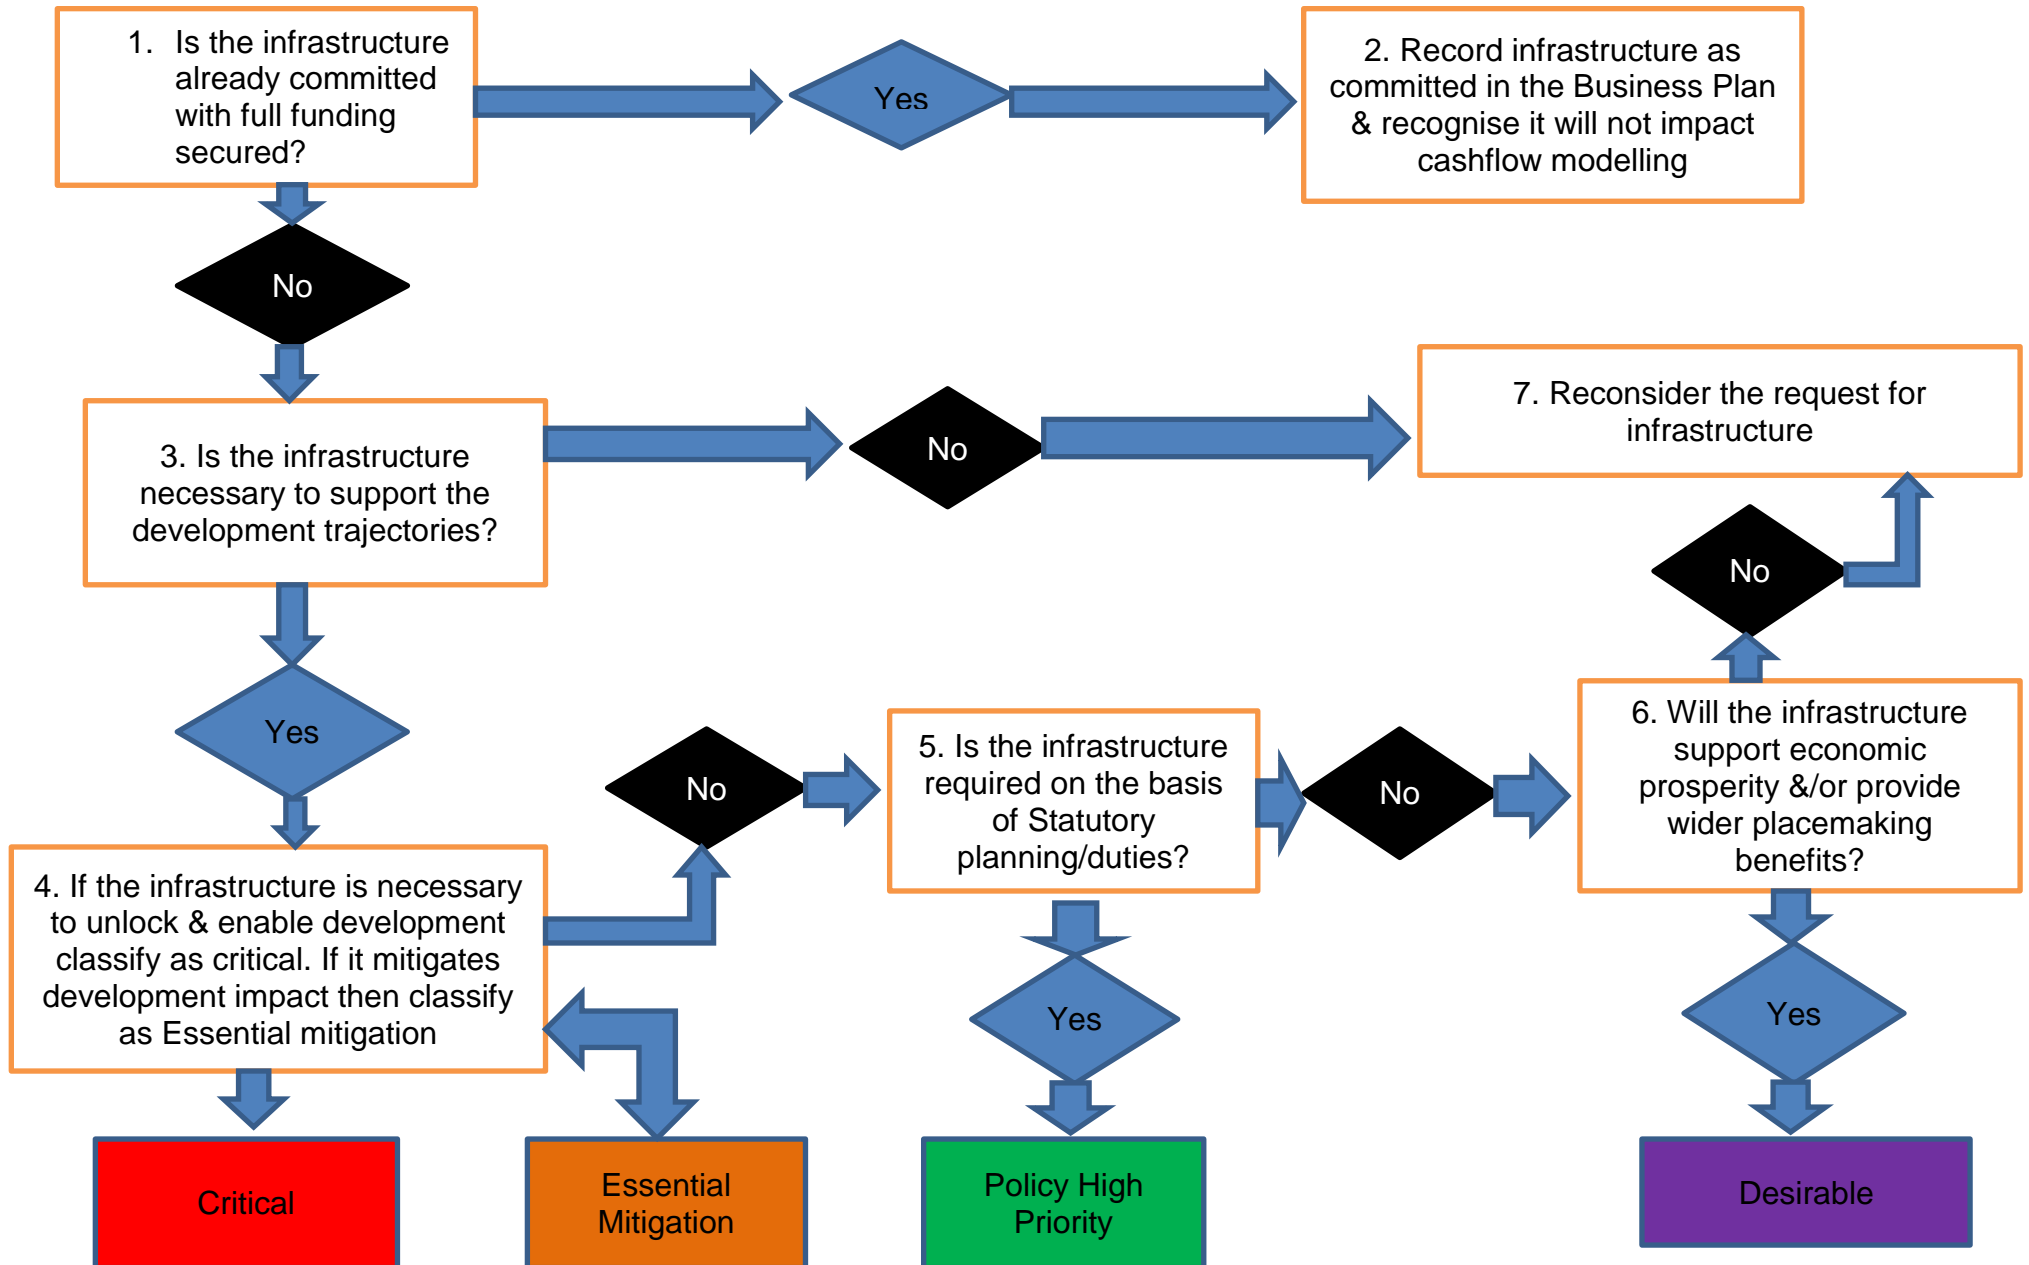 1. Is the infrastructure
already committed
with full funding
secured?
Yes
2. Record infrastructure as
committed in the Business Plan
& recognise it will not impact
cashflow modelling
No
3. Is the infrastructure
necessary to support the
development trajectories?
No
7. Reconsider the request for
infrastructure
No
Yes
No
5. Is the infrastructure
required on the basis
of Statutory
planning/duties?
No
6. Will the infrastructure
support economic
prosperity &/or provide
wider placemaking
benefits?
4. If the infrastructure is necessary
to unlock & enable development
classify as critical. If it mitigates
development impact then classify
as Essential mitigation
Yes
Yes
Critical
Essential
Mitigation
Policy High
Priority
Desirable